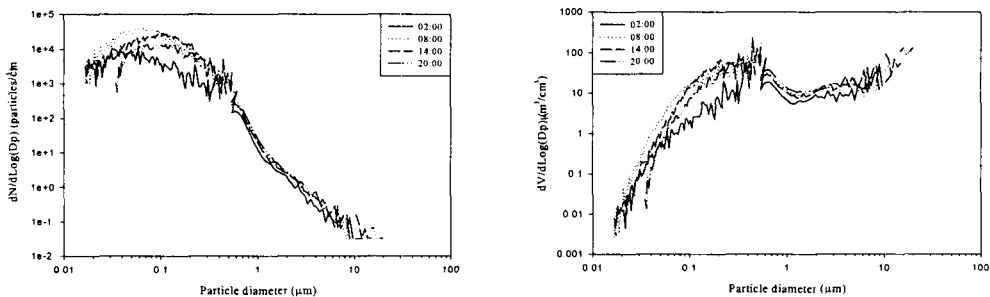 1e+5
1e+4
1e+3
1e+2
1e+1
1e+0
1e-1
1e-2
dN/dLog(Dp) (particles/cm
02:00
08:00
14:00
20:00
0 01
0 1
1
10
100
Particle diameter (μm)
1000
100
10
1
0.1
0.01
0.001
dV/dLog(Dp) (μm³/cm³)
02:00
08:00
14:00
20:00
0 01
0 1
1
10
100
Particle diameter (μm)